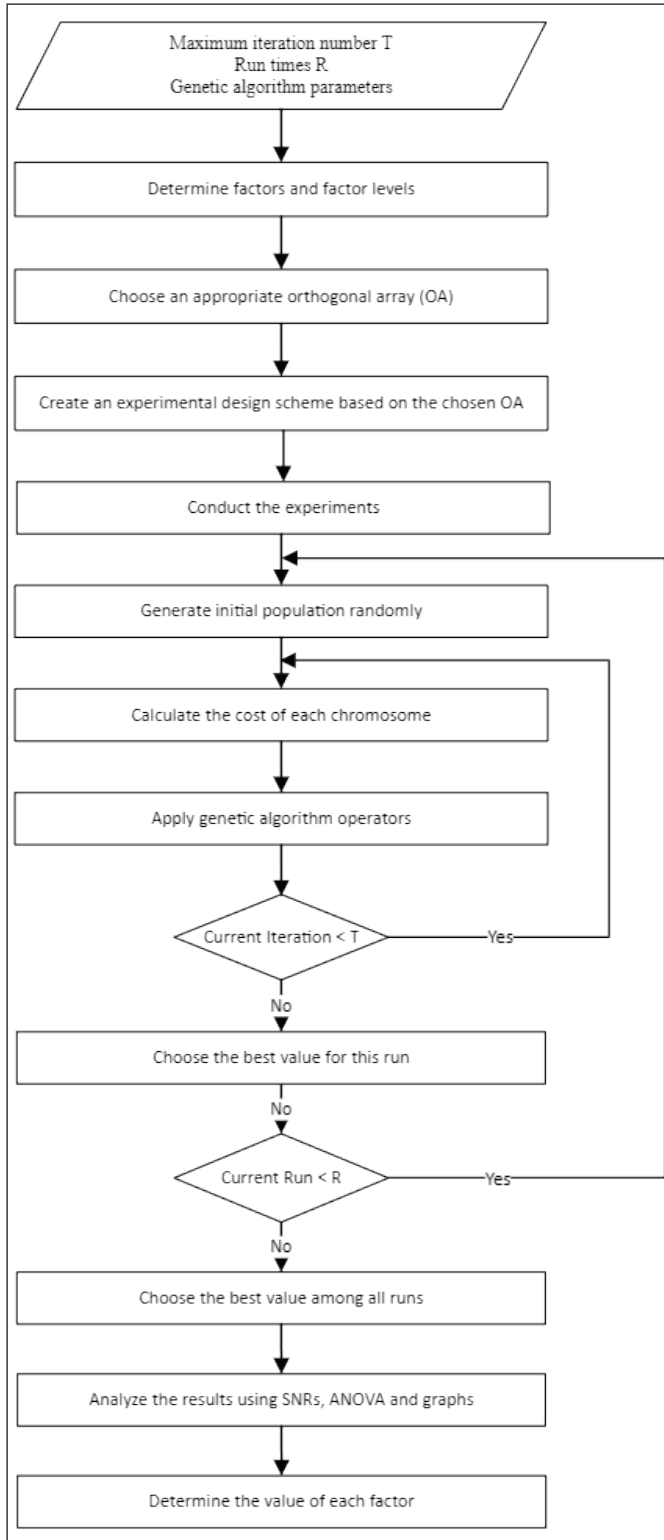 Maximum iteration number T
Run times R
Genetic algorithm parameters
Determine factors and factor levels
Choose an appropriate orthogonal array (OA)
Create an experimental design scheme based on the chosen OA
Conduct the experiments
Generate initial population randomly
Calculate the cost of each chromosome
Apply genetic algorithm operators
Current Iteration < T
Yes
No
Choose the best value for this run
No
Current Run < R
Yes
No
Choose the best value among all runs
Analyze the results using SNRs, ANOVA and graphs
Determine the value of each factor